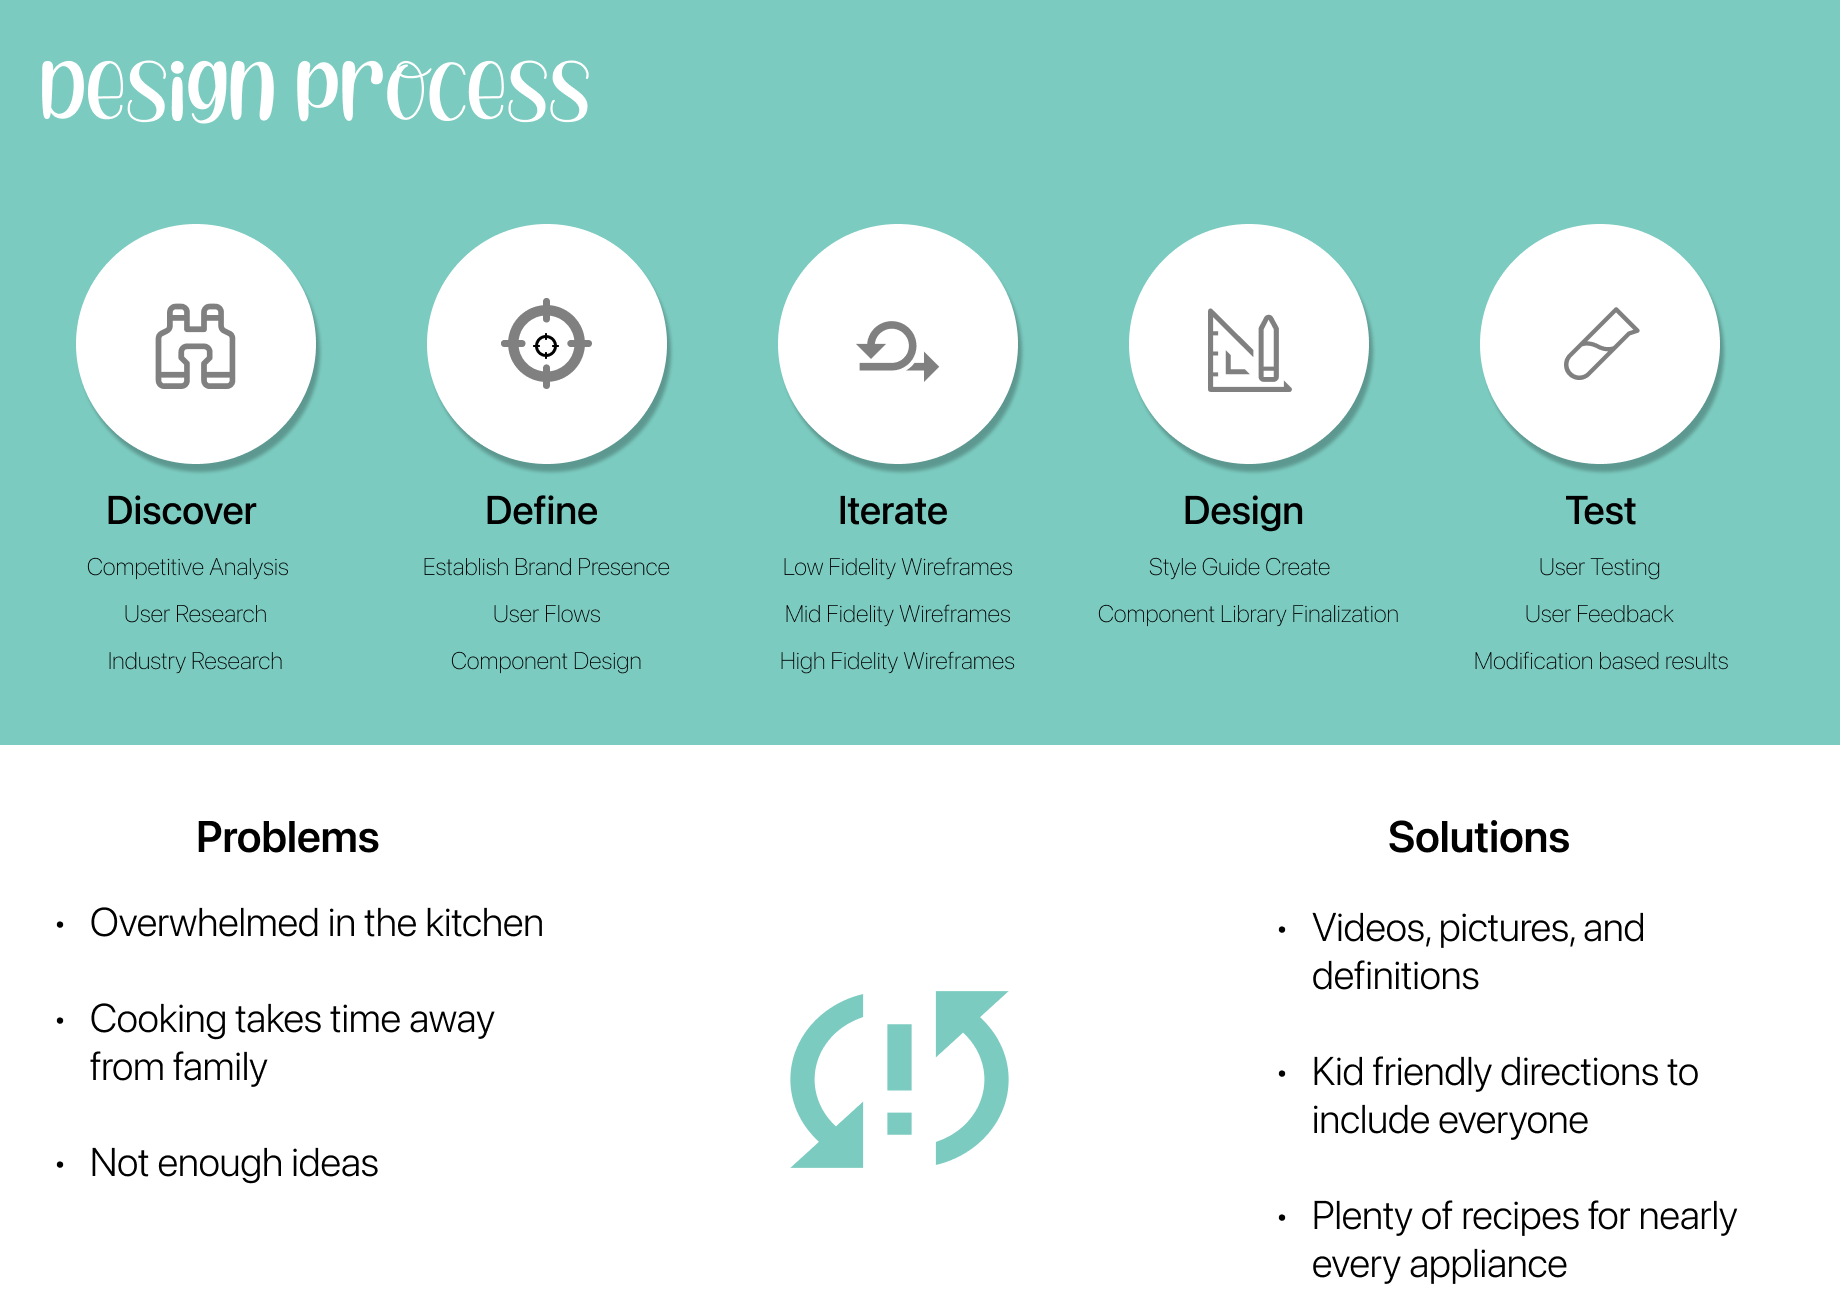 Design process
Discover
Competitive Analysis
User Research
Industry Research
Define
Establish Brand Presence
User Flows
Component Design
Iterate
Low Fidelity Wireframes
Mid Fidelity Wireframes
High Fidelity Wireframes
Design
Style Guide Create
Component Library Finalization
Test
User Testing
User Feedback
Modification based results
Problems
• Overwhelmed in the kitchen
• Cooking takes time away
from family
• Not enough ideas
Solutions
• Videos, pictures, and
definitions
• Kid friendly directions to
include everyone
• Plenty of recipes for nearly
every appliance